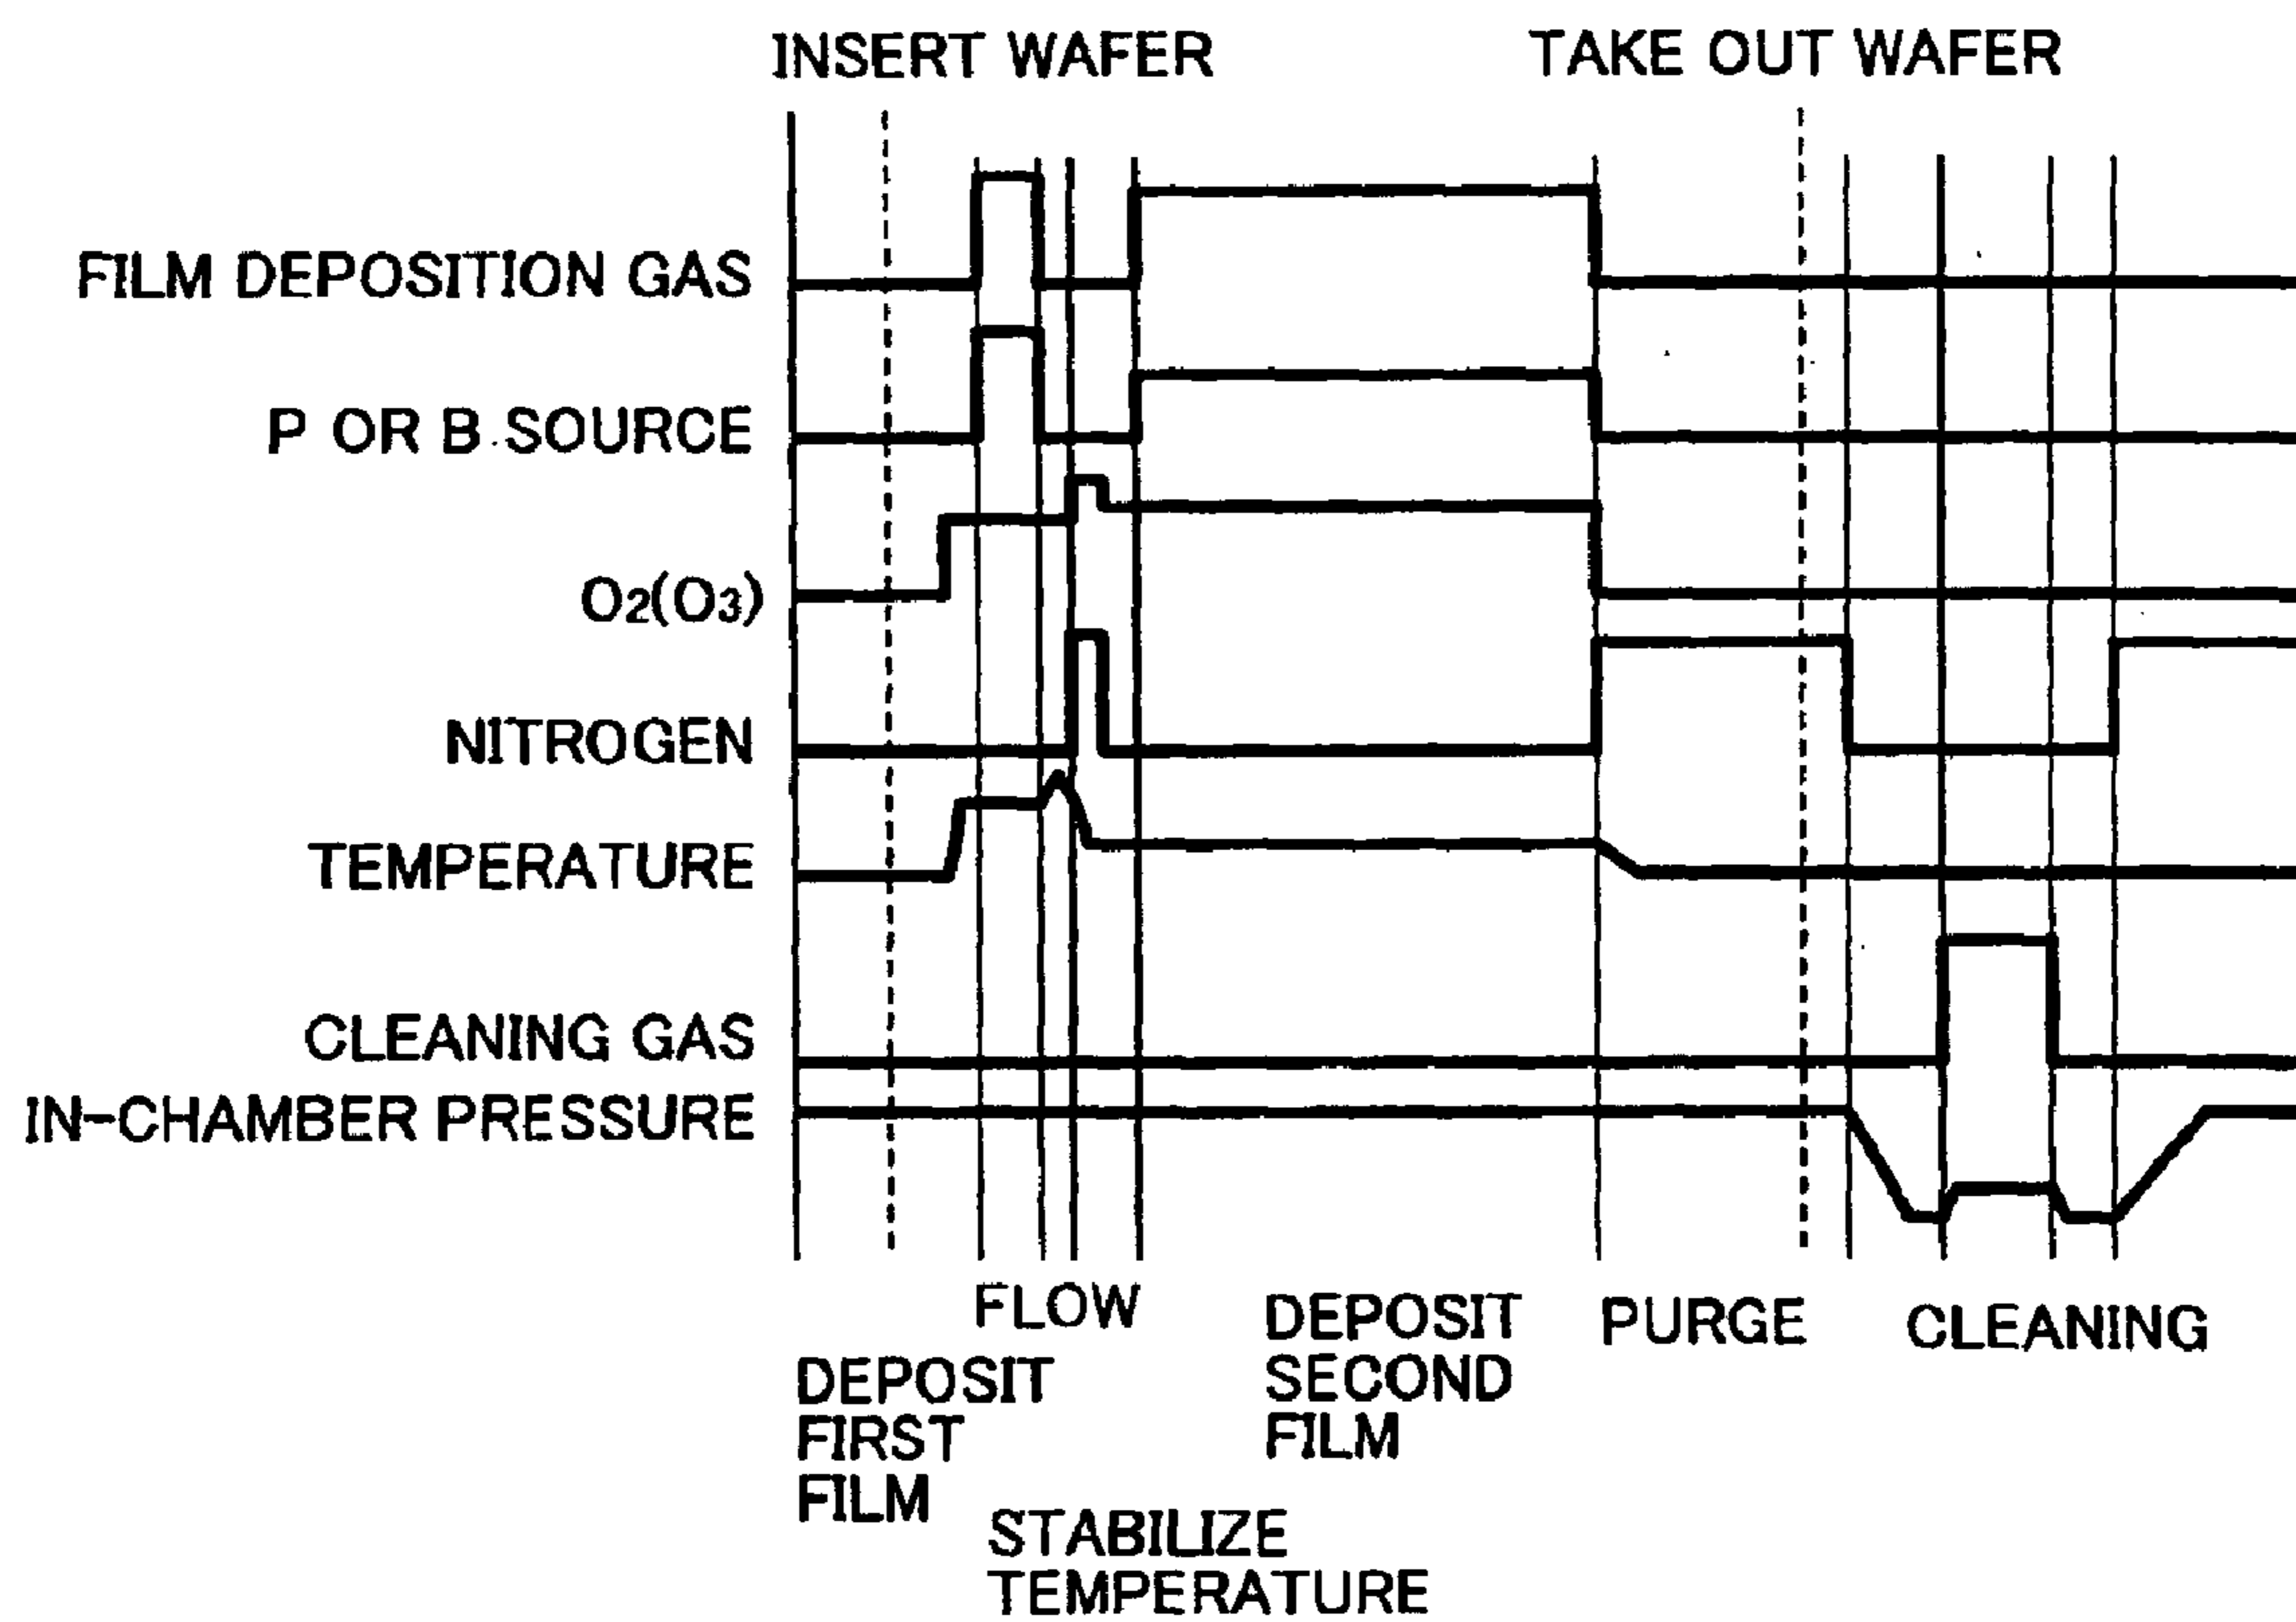 INSERT WAFER
TAKE OUT WAFER
FILM DEPOSITION GAS
P OR B SOURCE
O2(O3)
NITROGEN
TEMPERATURE
CLEANING GAS
IN-CHAMBER PRESSURE
FLOW
DEPOSIT
SECOND
FILM
PURGE
CLEANING
DEPOSIT
FIRST
FILM
STABILIZE
TEMPERATURE